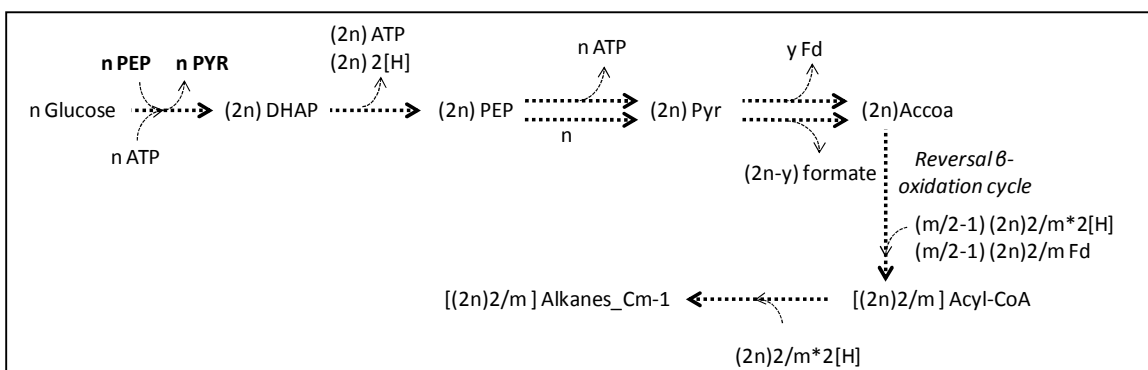 (2n) ATP
(2n) 2[H]
n PEP
n PYR
n ATP
y Fd
n Glucose
(2n) DHAP
(2n) PEP
(2n) Pyr
(2n)Accoa
n ATP
n
(2n-y) formate
Reversal β-
oxidation cycle
(m/2-1) (2n)2/m*2[H]
(m/2-1) (2n)2/m Fd
[(2n)2/m ] Alkanes_Cm-1
[(2n)2/m ] Acyl-CoA
(2n)2/m*2[H]